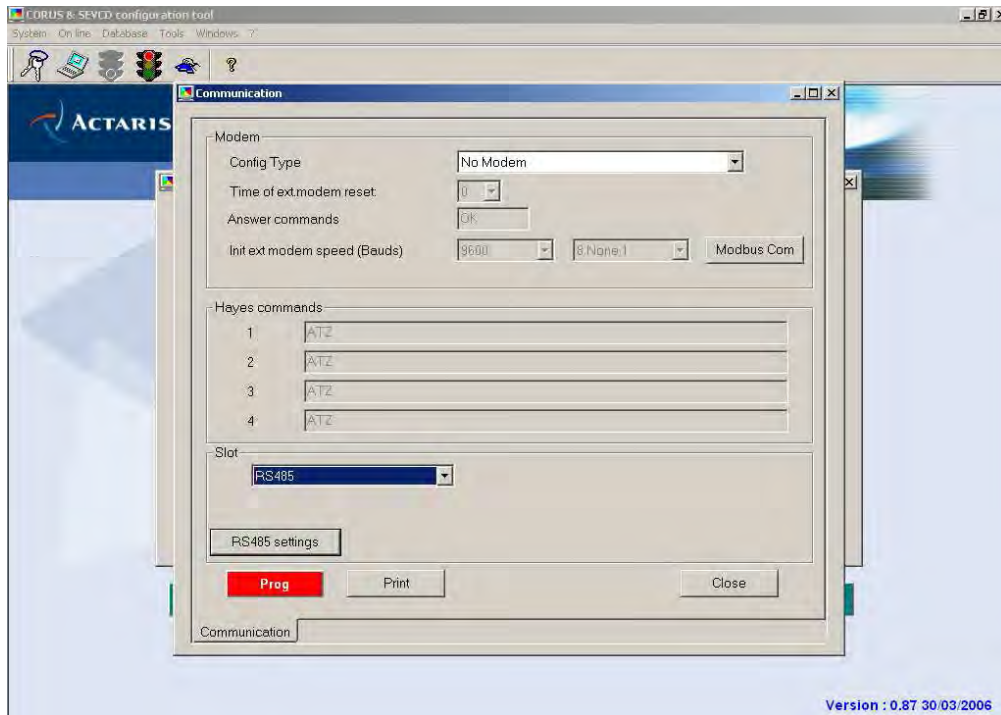 CORUS & SEVCD configuration tool
System On line Database Tools Windows ?
ACTARIS
Communication
Modem
Config Type No Modem
Time of ext.modem reset 0
Answer commands OK
Init ext modem speed (Bauds) 9600 8.None.1 Modbus Com
Hayes commands
1 ATZ
2 ATZ
3 ATZ
4 ATZ
Slot
RS485
RS485 settings
Prog Print Close
Communication
Version : 0.87 30/03/2006